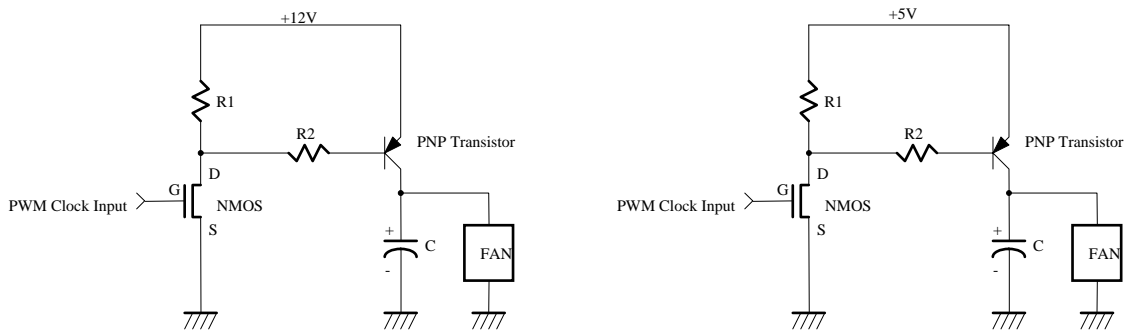 +12V
R1
R2
PNP Transistor
D
G
PWM Clock Input
NMOS
S
+
C
-
FAN
+5V
R1
R2
PNP Transistor
D
G
PWM Clock Input
NMOS
S
+
C
-
FAN